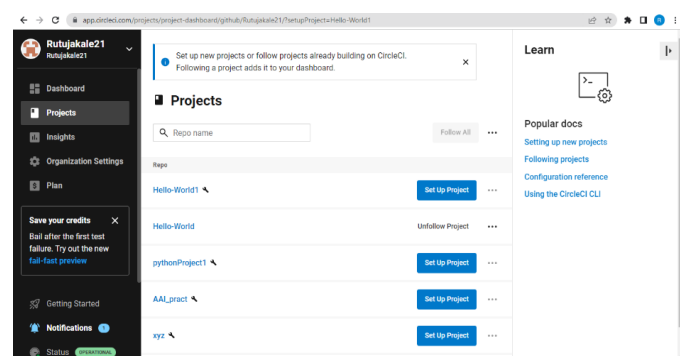 app.circleci.com/projects/project-dashboard/github/Rutujakale21/?setupProject=Hello-World1
Rutujakale21
Rutujakale21
Dashboard
Projects
Insights
Organization Settings
Plan
Save your credits
Bail after the first test
failure. Try out the new
fail-fast preview
Getting Started
Notifications 1
Status OPERATIONAL
Set up new projects or follow projects already building on CircleCI.
Following a project adds it to your dashboard.
Projects
Repo name
Follow All
Repo
Hello-World1 Set Up Project
Hello-World Unfollow Project
pythonProject1 Set Up Project
AAI_pract Set Up Project
xyz Set Up Project
Learn
Popular docs
Setting up new projects
Following projects
Configuration reference
Using the CircleCI CLI